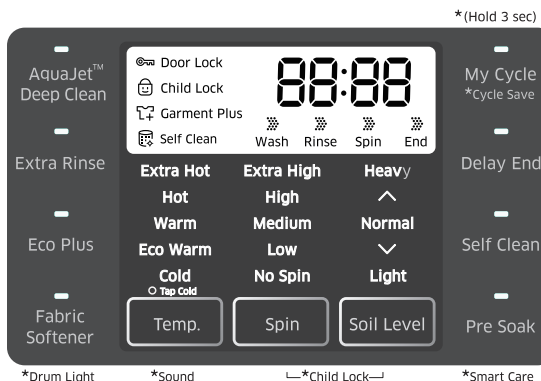 *(Hold 3 sec)
AquaJet™
Deep Clean
Door Lock
Child Lock
Garment Plus
Self Clean
88:88
Wash Rinse Spin End
My Cycle
*Cycle Save
Extra Rinse
Delay End
Extra Hot Extra High Heavy
Hot High
Warm Medium Normal
Eco Warm Low
Cold No Spin Light
Tap Cold
Eco Plus
Self Clean
Fabric
Softener
Temp. Spin Soil Level
Pre Soak
*Drum Light *Sound *Child Lock *Smart Care